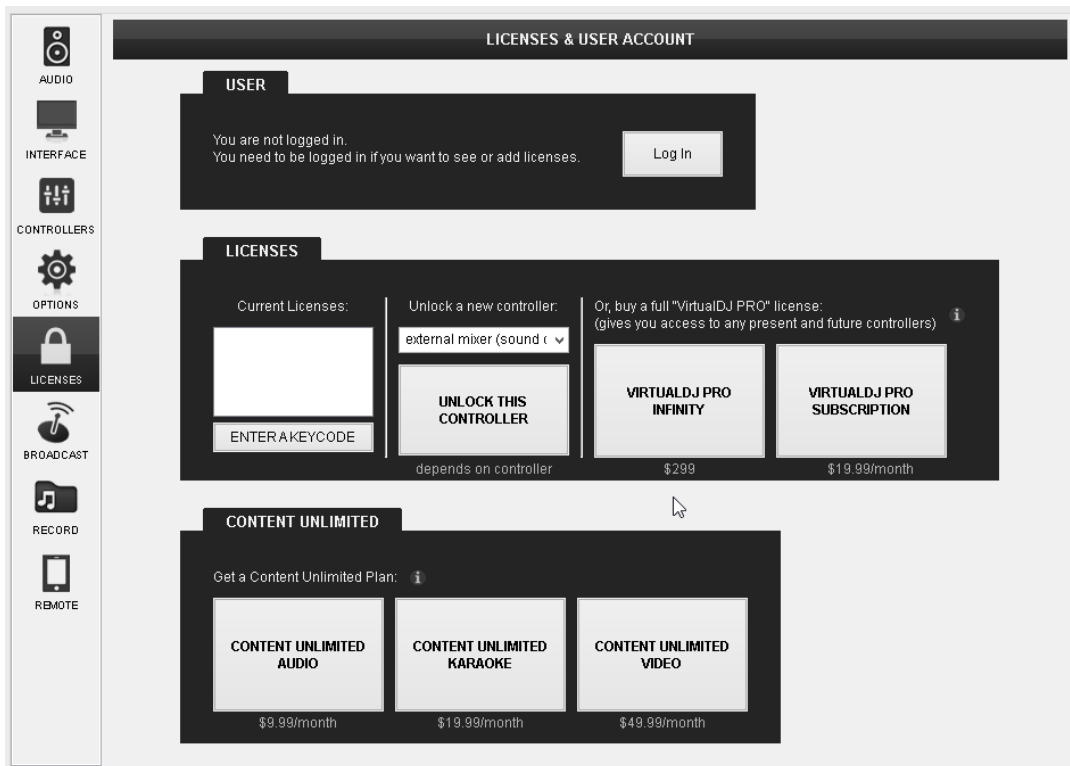 LICENSES & USER ACCOUNT
AUDIO
INTERFACE
CONTROLLERS
OPTIONS
LICENSES
BROADCAST
RECORD
REMOTE
USER
You are not logged in.
You need to be logged in if you want to see or add licenses.
Log In
LICENSES
Current Licenses:
ENTER A KEYCODE
Unlock a new controller:
external mixer (sound c
UNLOCK THIS
CONTROLLER
depends on controller
Or, buy a full "VirtualDJ PRO" license:
(gives you access to any present and future controllers)
VIRTUALDJ PRO
INFINITY
$299
VIRTUALDJ PRO
SUBSCRIPTION
$19.99/month
CONTENT UNLIMITED
Get a Content Unlimited Plan:
CONTENT UNLIMITED
AUDIO
$9.99/month
CONTENT UNLIMITED
KARAOKE
$19.99/month
CONTENT UNLIMITED
VIDEO
$49.99/month